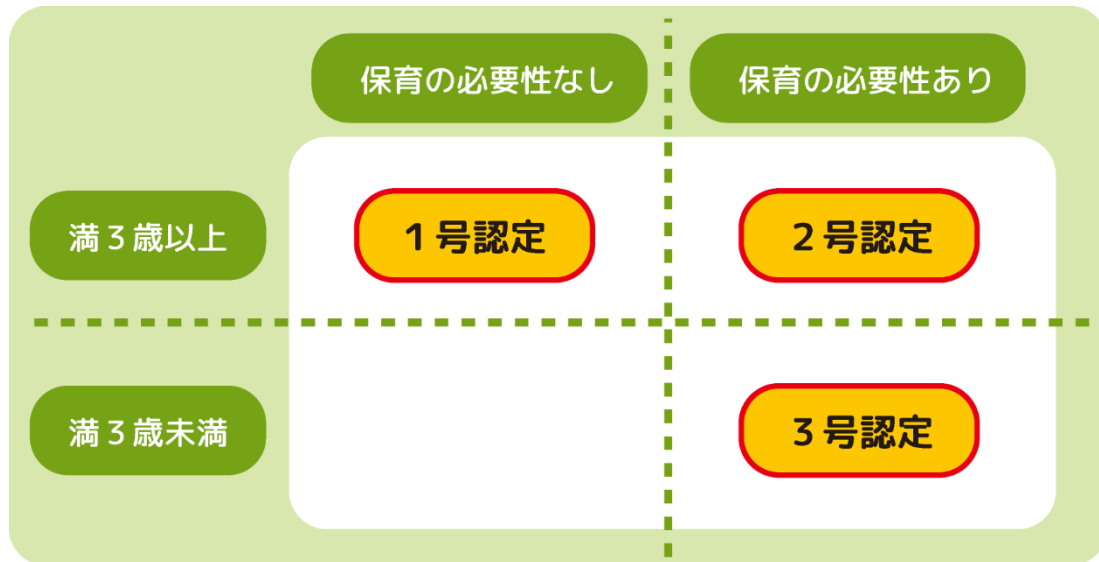 保育の必要性なし
保育の必要性あり
満３歳以上
１号認定
２号認定
満３歳未満
３号認定